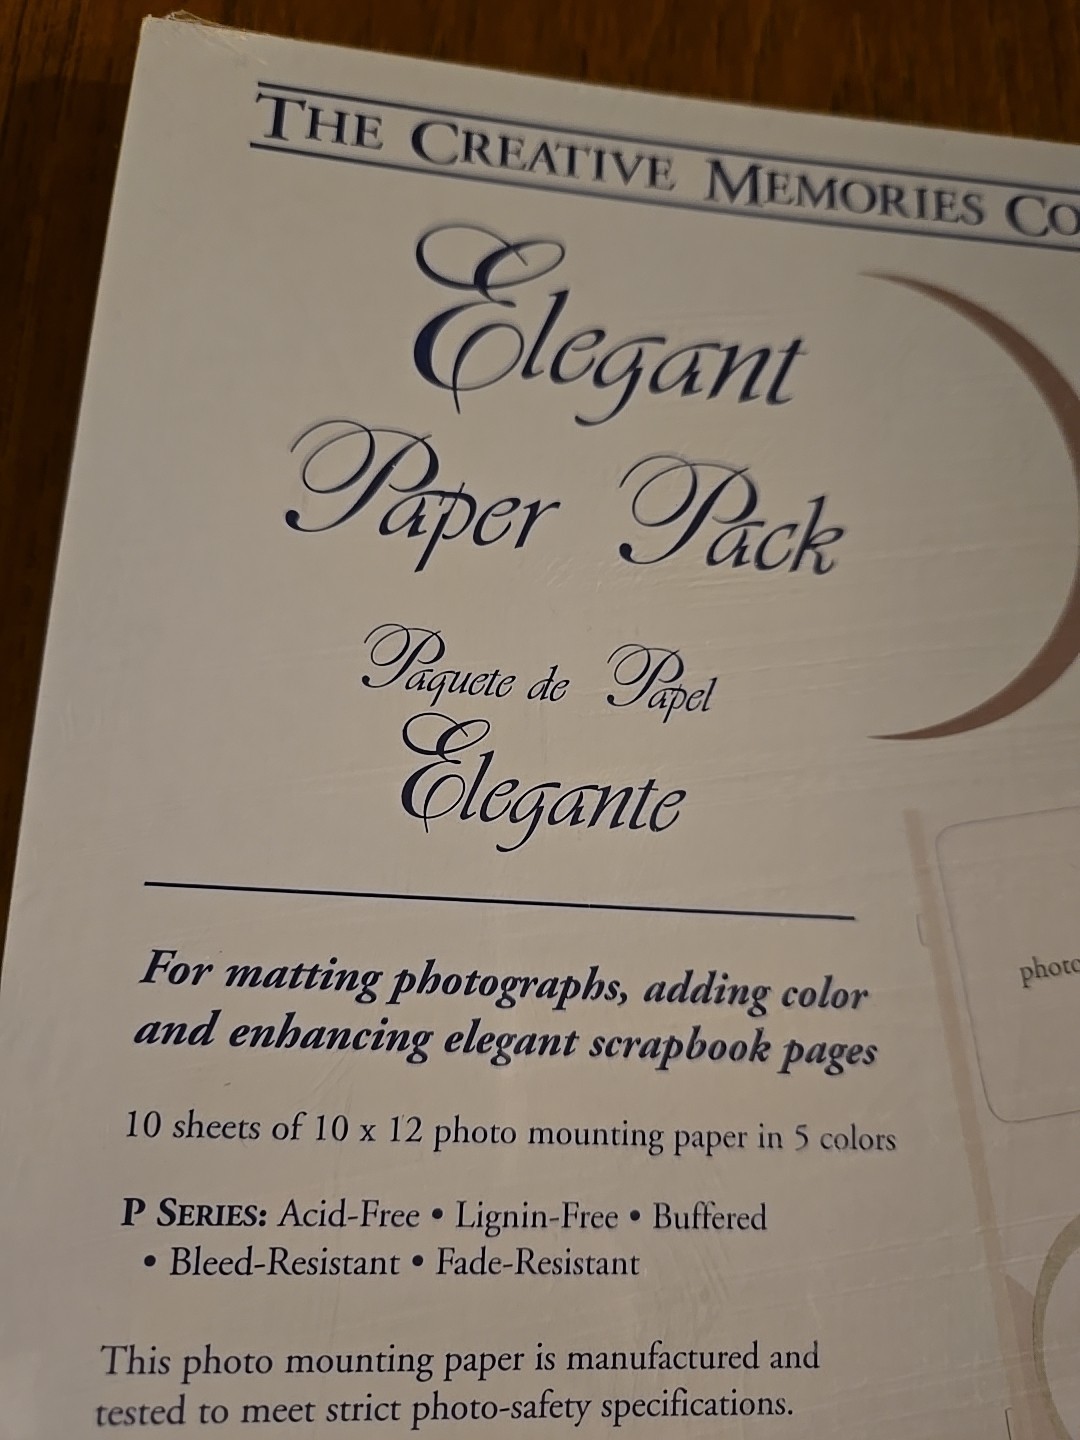 THE CREATIVE MEMORIES CO
Elegant
Paper Pack
Paquete de Papel
Elegante
For matting photographs, adding color
and enhancing elegant scrapbook pages
10 sheets of 10 x 12 photo mounting paper in 5 colors
P SERIES: Acid-Free • Lignin-Free • Buffered
• Bleed-Resistant • Fade-Resistant
This photo mounting paper is manufactured and
tested to meet strict photo-safety specifications.
photo